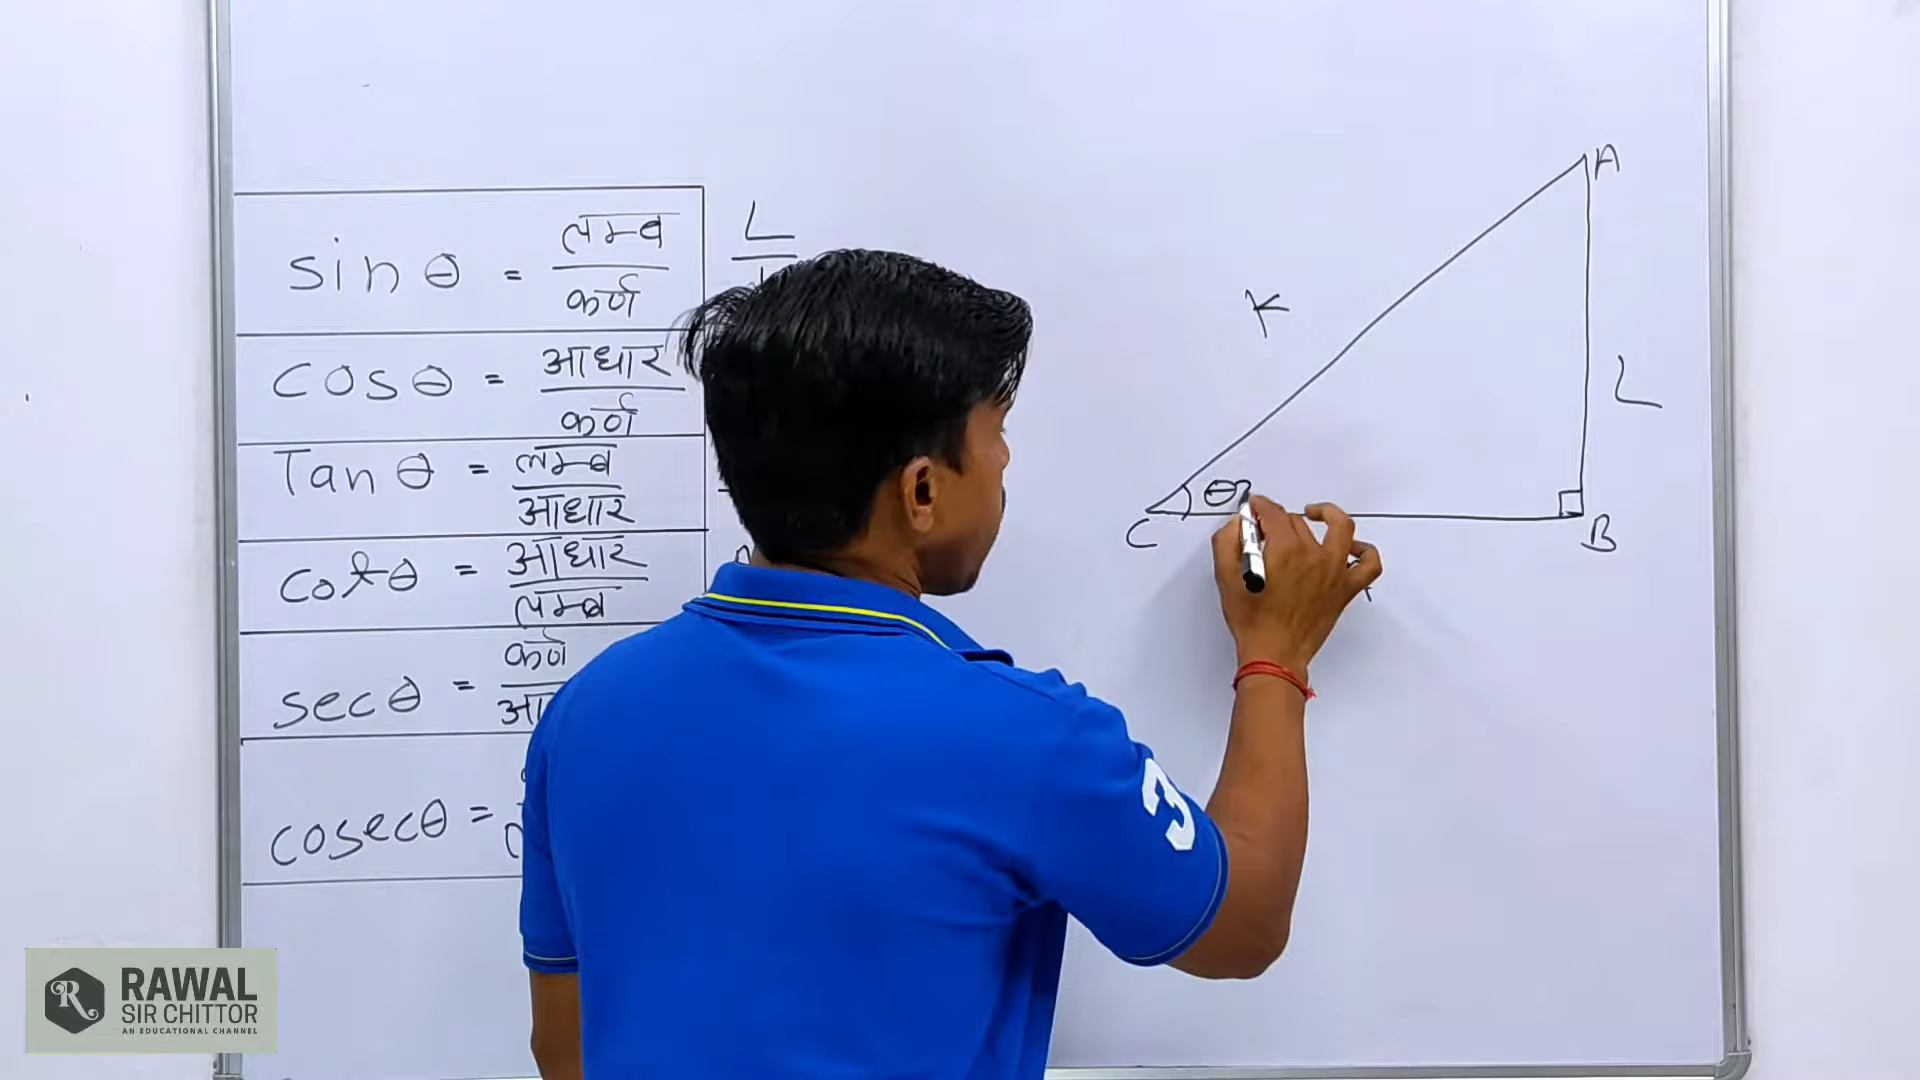 sin θ = लम्ब / कर्ण
L
cos θ = आधार / कर्ण
Tan θ = लम्ब / आधार
cot θ = आधार / लम्ब
sec θ = कर्ण
cosec θ =
A
K
L
θ
C
B
3
R
RAWAL
SIR CHITTOR
AN EDUCATIONAL CHANNEL